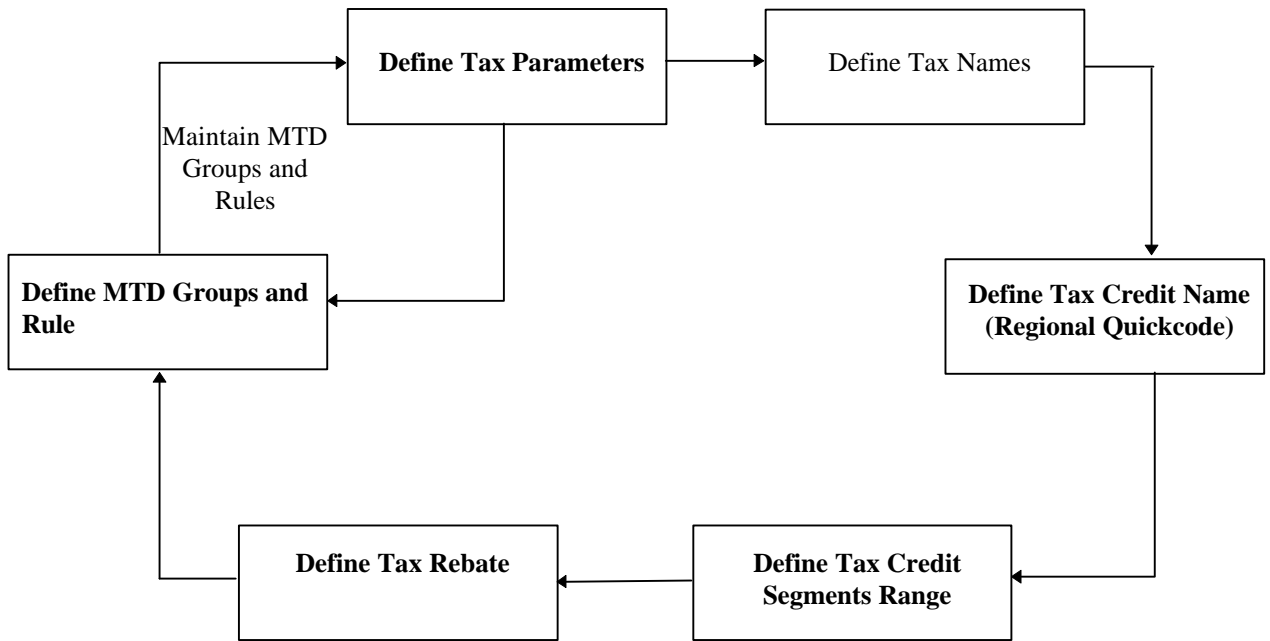 Define Tax Parameters
Define Tax Names
Maintain MTD
Groups and
Rules
Define MTD Groups and
Rule
Define Tax Credit Name
(Regional Quickcode)
Define Tax Rebate
Define Tax Credit
Segments Range